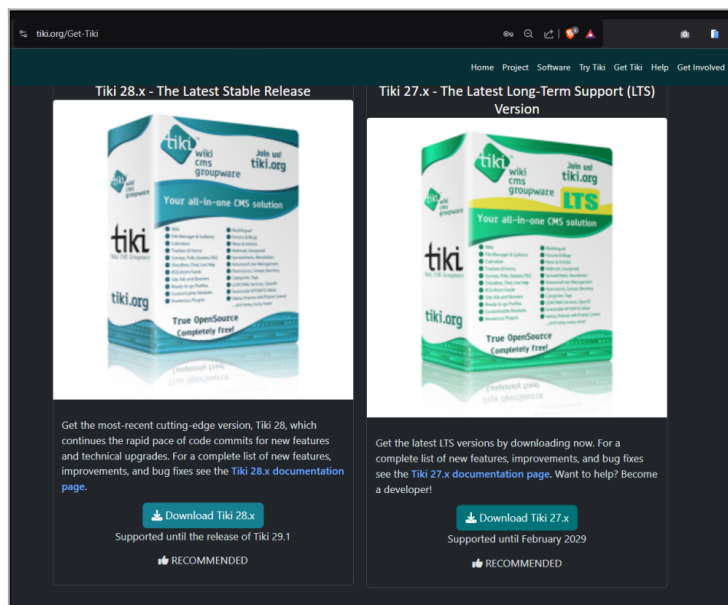 tiki.org/Get-Tiki
Home Project Software Try Tiki Get Tiki Help Get Involved
Tiki 28.x - The Latest Stable Release
tiki
wiki
cms
groupware
Join us!
tiki.org
Your all-in-one CMS solution
tiki
tiki.org
True OpenSource
Completely free!
Get the most-recent cutting-edge version, Tiki 28, which
continues the rapid pace of code commits for new features
and technical upgrades. For a complete list of new features,
improvements, and bug fixes see the Tiki 28.x documentation
page.
Download Tiki 28.x
Supported until the release of Tiki 29.1
RECOMMENDED
Tiki 27.x - The Latest Long-Term Support (LTS)
Version
tiki
wiki
cms
groupware
Join us!
tiki.org
LTS
Your all-in-one CMS solution
tiki
tiki.org
True OpenSource
Completely free!
Get the latest LTS versions by downloading now. For a
complete list of new features, improvements, and bug fixes
see the Tiki 27.x documentation page. Want to help? Become
a developer!
Download Tiki 27.x
Supported until February 2029
RECOMMENDED